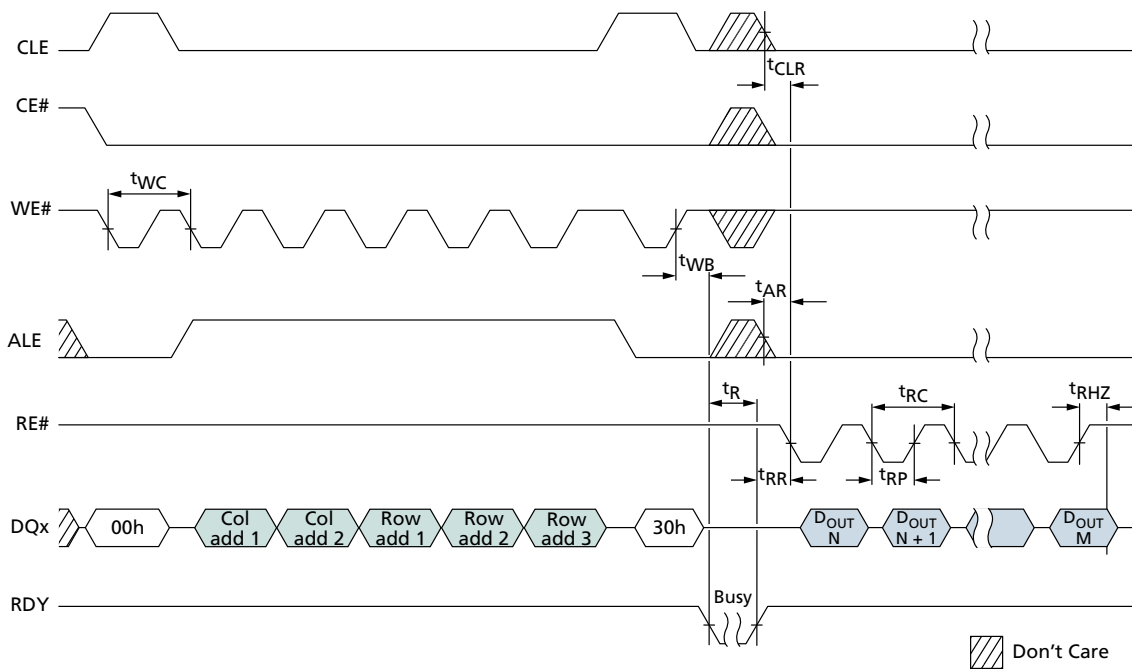 CLE
tCLR
CE#
tWC
WE#
tWB
tAR
ALE
tR
tRC
tRHZ
RE#
tRR
tRP
DQx
00h
Col
add 1
Col
add 2
Row
add 1
Row
add 2
Row
add 3
30h
DOUT
N
DOUT
N + 1
DOUT
M
RDY
Busy
Don't Care